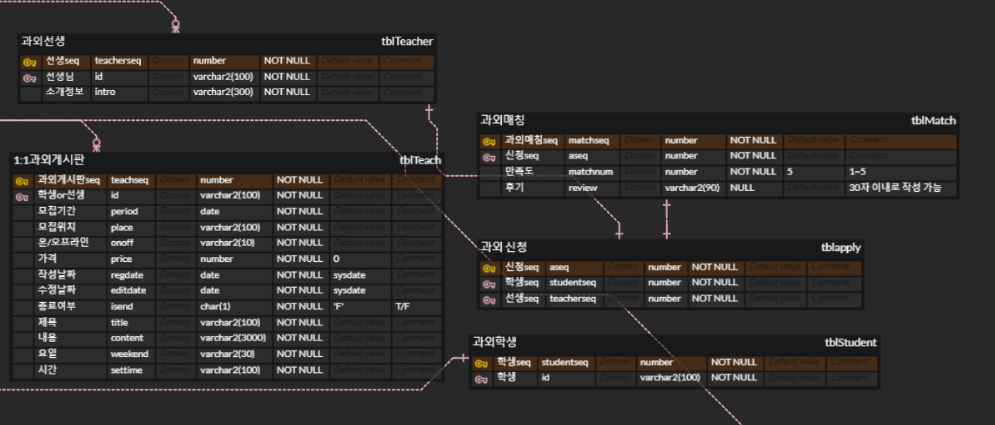 과외선생 tblTeacher
선생seq teacherseq Domain number NOT NULL Default value Comment
선생님 id Domain varchar2(100) NOT NULL Default value Comment
소개정보 intro Domain varchar2(300) NOT NULL Default value Comment
과외매칭 tblMatch
과외매칭seq matchseq Domain number NOT NULL Default value Comment
신청seq aseq Domain number NOT NULL Default value Comment
만족도 matchnum Domain number NOT NULL 5 1~5
후기 review Domain varchar2(90) NULL Default value 30자 이내로 작성 가능
1:1과외게시판 tblTeach
과외게시판seq teachseq Domain number NOT NULL Default value Comment
학생or선생 id Domain varchar2(100) NOT NULL Default value Comment
모집기간 period Domain date NOT NULL Default value Comment
모집위치 place Domain varchar2(100) NOT NULL Default value Comment
온/오프라인 onoff Domain varchar2(10) NOT NULL Default value Comment
가격 price Domain number NOT NULL 0 Comment
작성날짜 regdate Domain date NOT NULL sysdate Comment
수정날짜 editdate Domain date NOT NULL sysdate Comment
종료여부 isend Domain char(1) NOT NULL 'F' T/F
제목 title Domain varchar2(100) NOT NULL Default value Comment
내용 content Domain varchar2(3000) NOT NULL Default value Comment
요일 weekend Domain varchar2(30) NOT NULL Default value Comment
시간 settime Domain varchar2(100) NOT NULL Default value Comment
과외 신청 tblapply
신청seq aseq Domain number NOT NULL Default value Comment
학생seq studentseq Domain number NOT NULL Default value Comment
선생seq teacherseq Domain number NOT NULL Default value Comment
과외학생 tblStudent
학생seq studentseq Domain number NOT NULL Default value Comment
학생 id Domain varchar2(100) NOT NULL Default value Comment